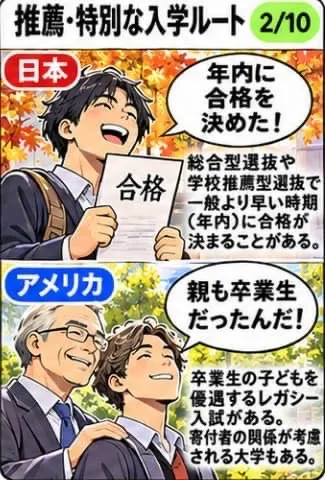 推薦・特別な入学ルート 2/10
日本
年内に
合格を
決めた！
合格
総合型選抜や
学校推薦型選抜で
一般より早い時期
（年内）に合格が
決まることがある。
アメリカ
親も卒業生
だったんだ！
卒業生の子どもを
優遇するレガシー
入試がある。
寄付者の関係が考慮
される大学もある。